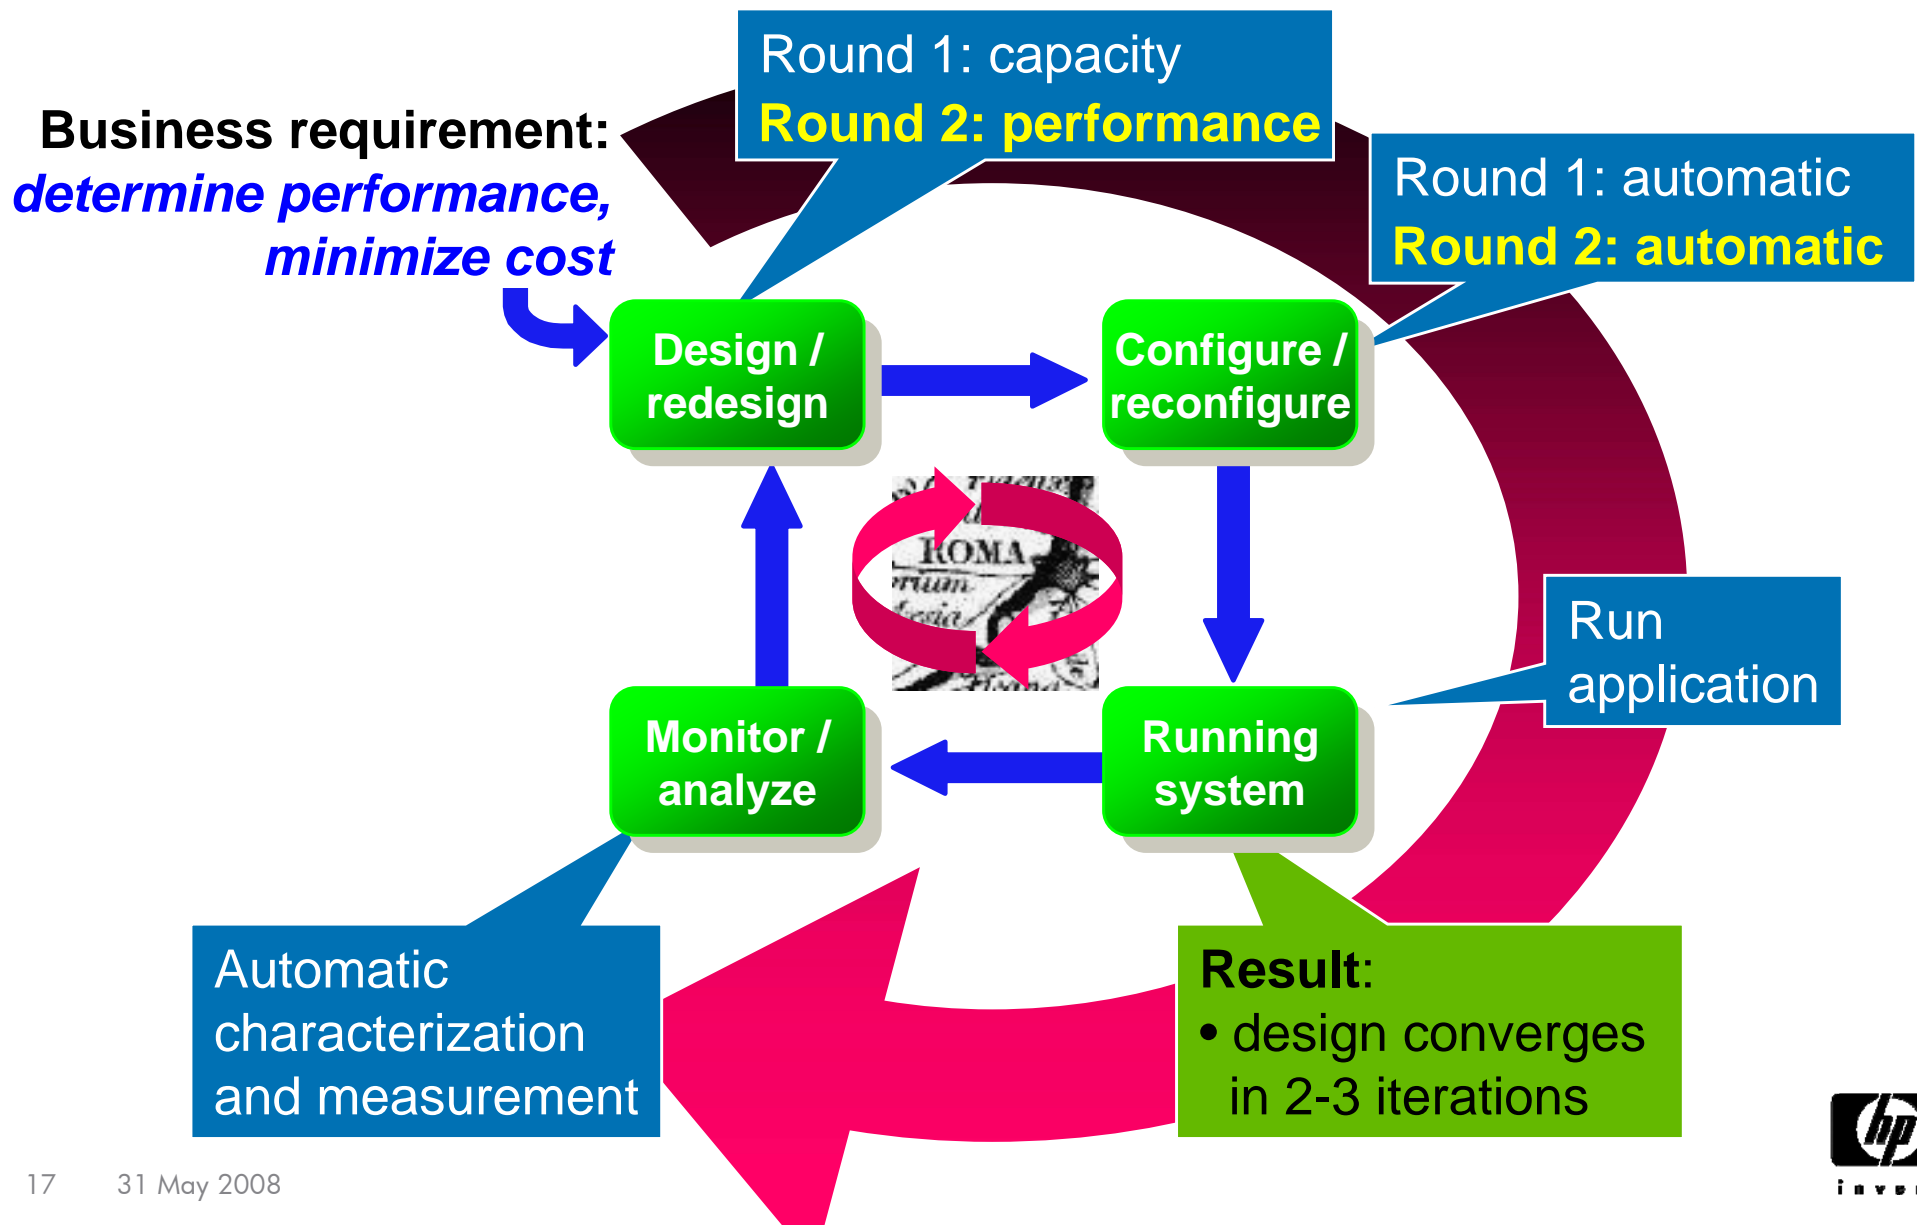 Round 1: capacity
Round 2: performance
Business requirement:
determine performance,
minimize cost
Round 1: automatic
Round 2: automatic
Design /
redesign
Configure /
reconfigure
ROMA
Run
application
Monitor /
analyze
Running
system
Automatic
characterization
and measurement
Result:
• design converges
in 2-3 iterations
hp
17 31 May 2008